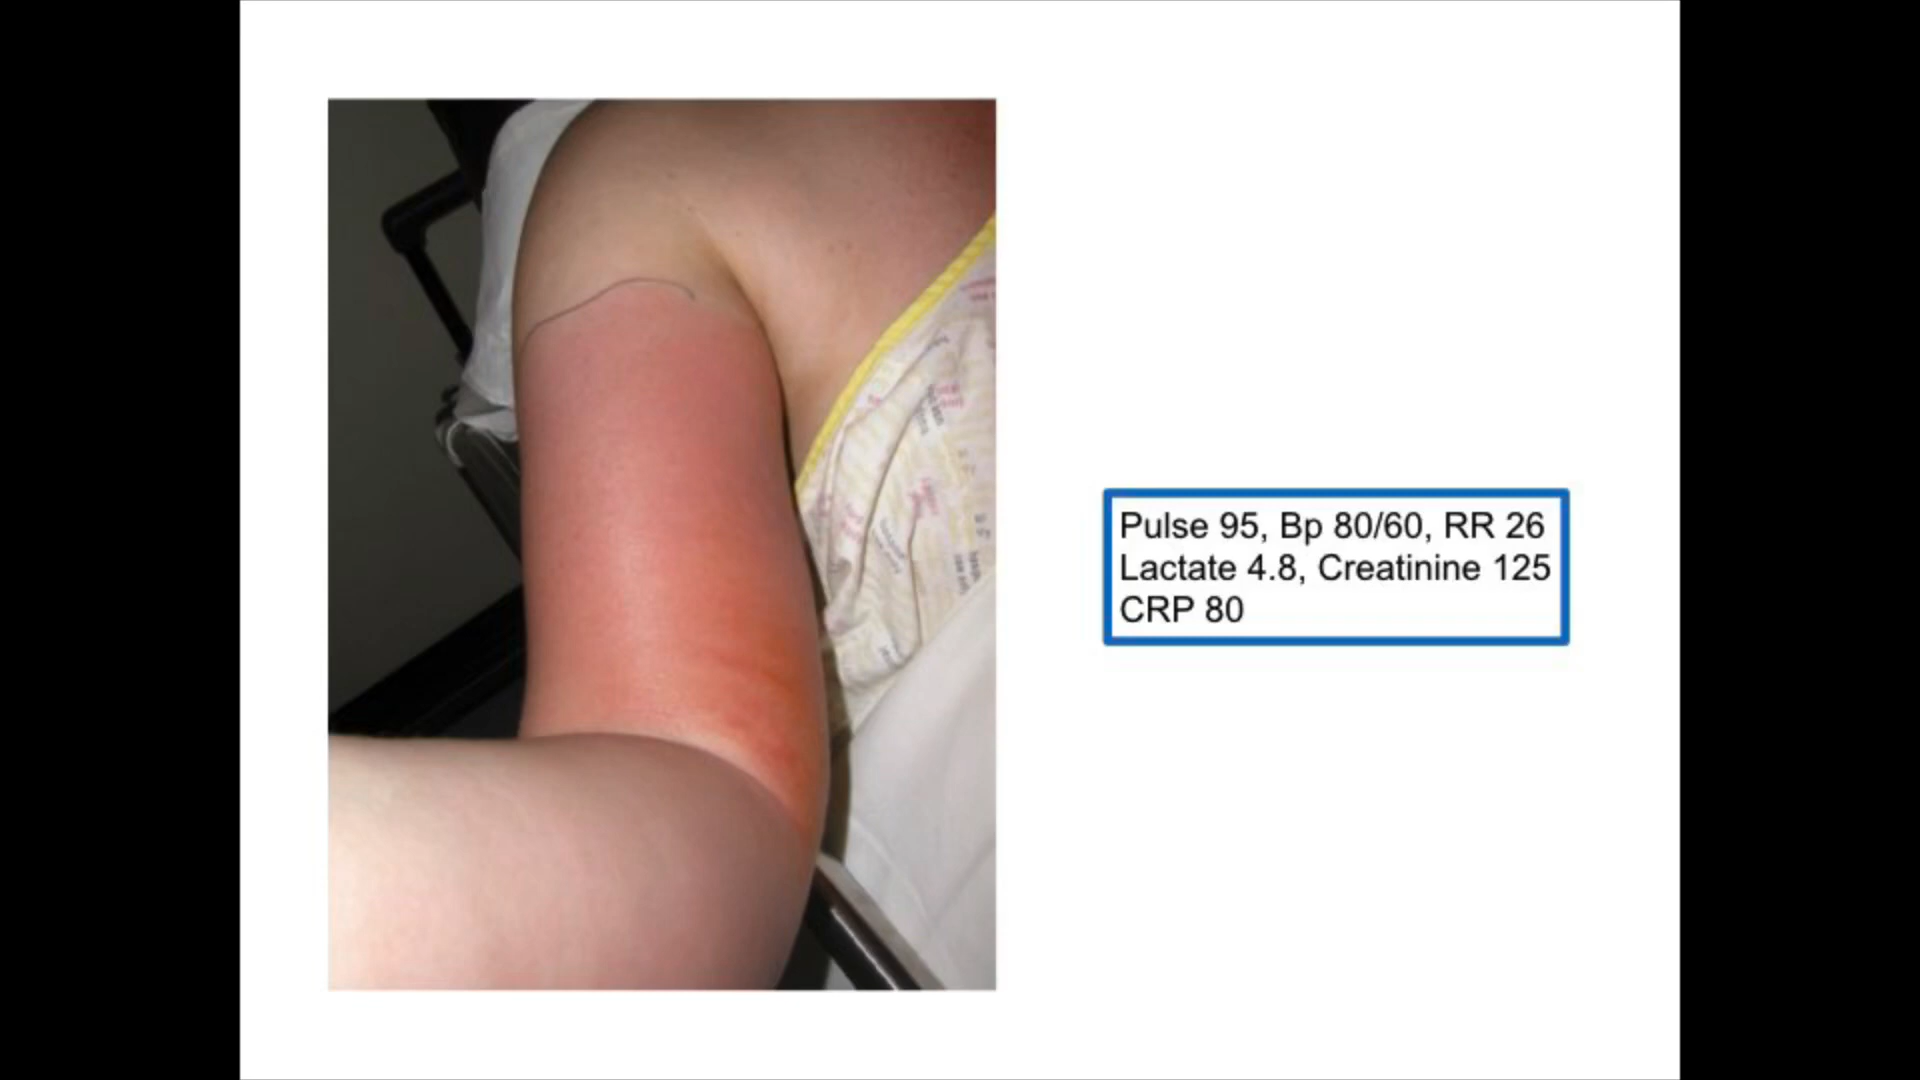 Pulse 95, Bp 80/60, RR 26
Lactate 4.8, Creatinine 125
CRP 80